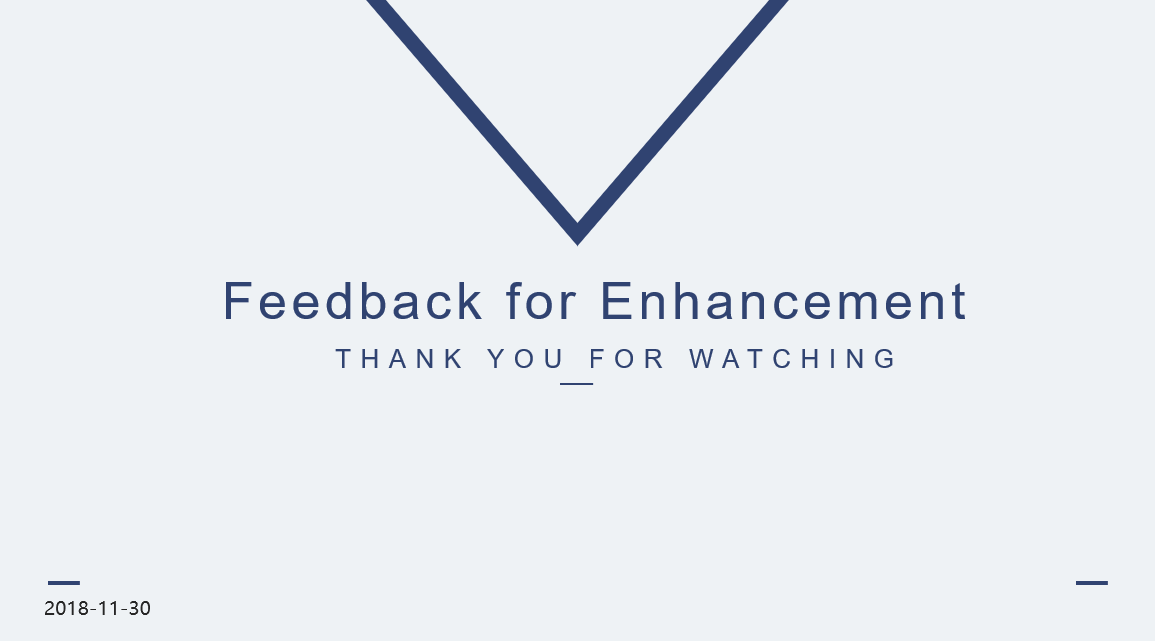 Feedback for Enhancement
THANK YOU FOR WATCHING
2018-11-30